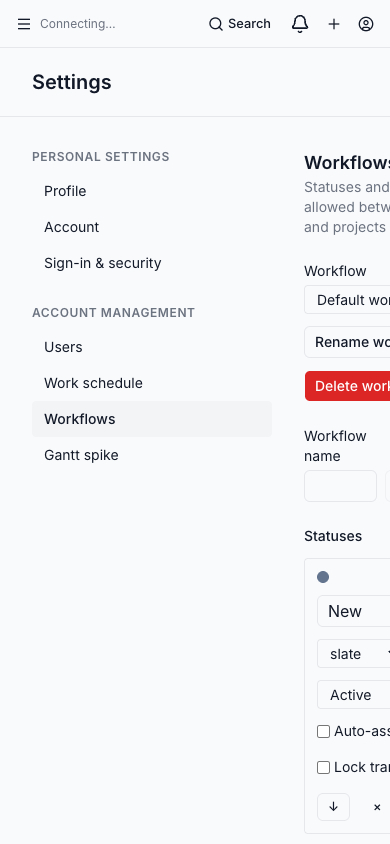 Connecting...
Search
Settings
PERSONAL SETTINGS
Profile
Account
Sign-in & security
ACCOUNT MANAGEMENT
Users
Work schedule
Workflows
Gantt spike
Workflows
Statuses and
allowed betw
and projects
Workflow
Default wor
Rename wo
Delete work
Workflow
name
Statuses
New
slate
Active
Auto-ass
Lock tran